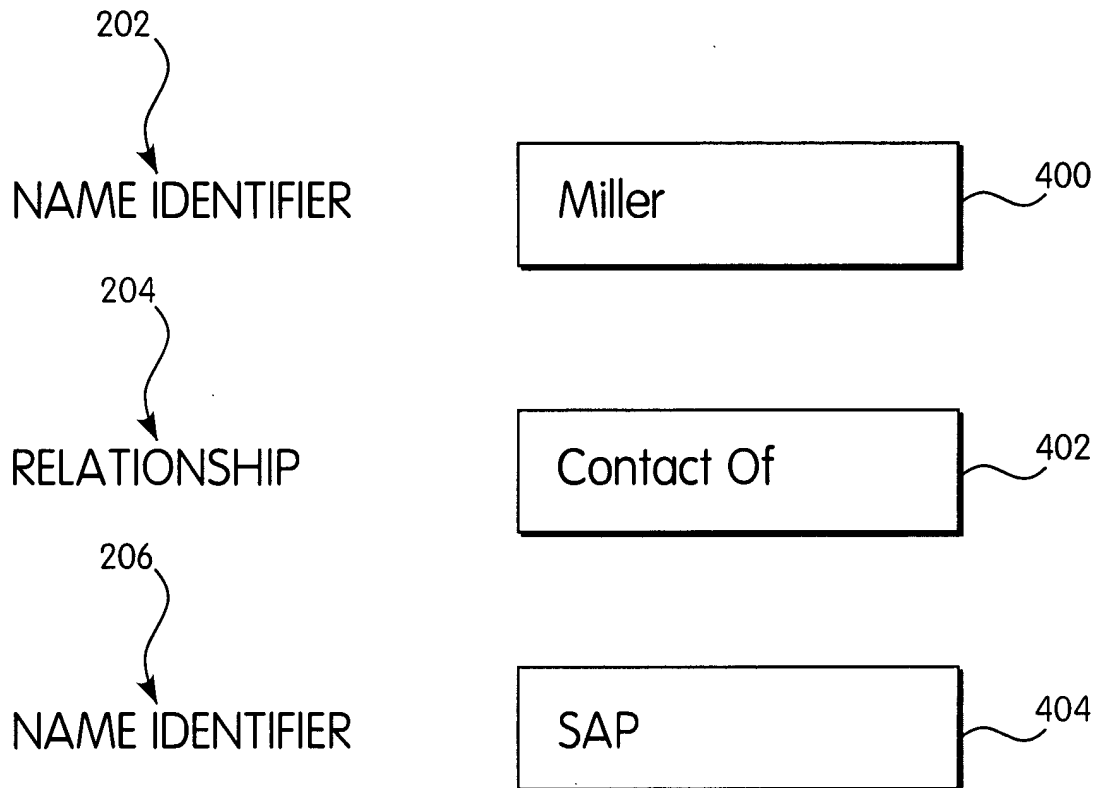 202
NAME IDENTIFIER
Miller
400
204
RELATIONSHIP
Contact Of
402
206
NAME IDENTIFIER
SAP
404